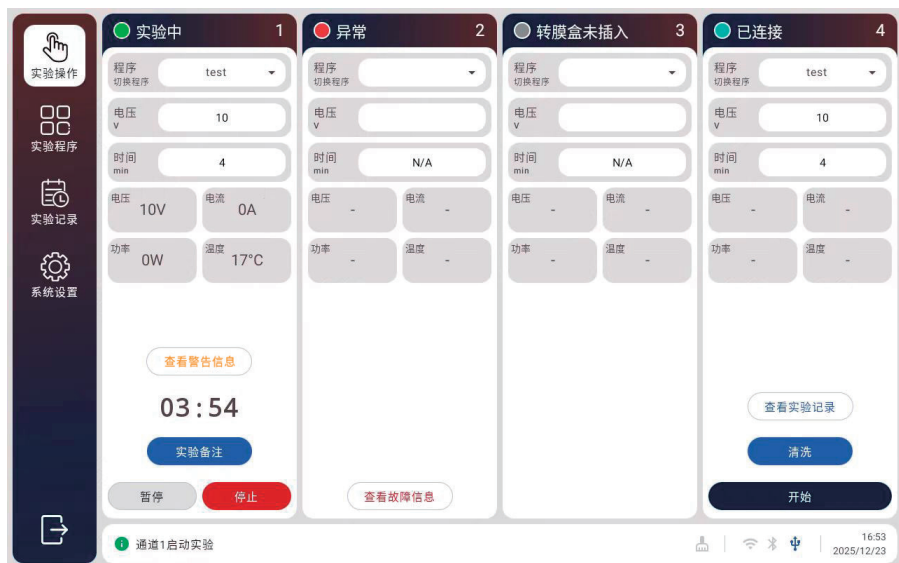 实验操作
实验程序
实验记录
系统设置
实验中 1
程序
切换程序
test
电压
V
10
时间
min
4
电压
10V
电流
0A
功率
0W
温度
17°C
查看警告信息
03:54
实验备注
暂停
停止
异常 2
程序
切换程序
电压
V
时间
min
N/A
电压
-
电流
-
功率
-
温度
-
查看故障信息
转膜盒未插入 3
程序
切换程序
电压
V
时间
min
N/A
电压
-
电流
-
功率
-
温度
-
已连接 4
程序
切换程序
test
电压
V
10
时间
min
4
电压
-
电流
-
功率
-
温度
-
查看实验记录
清洗
开始
通道1启动实验
16:53
2025/12/23